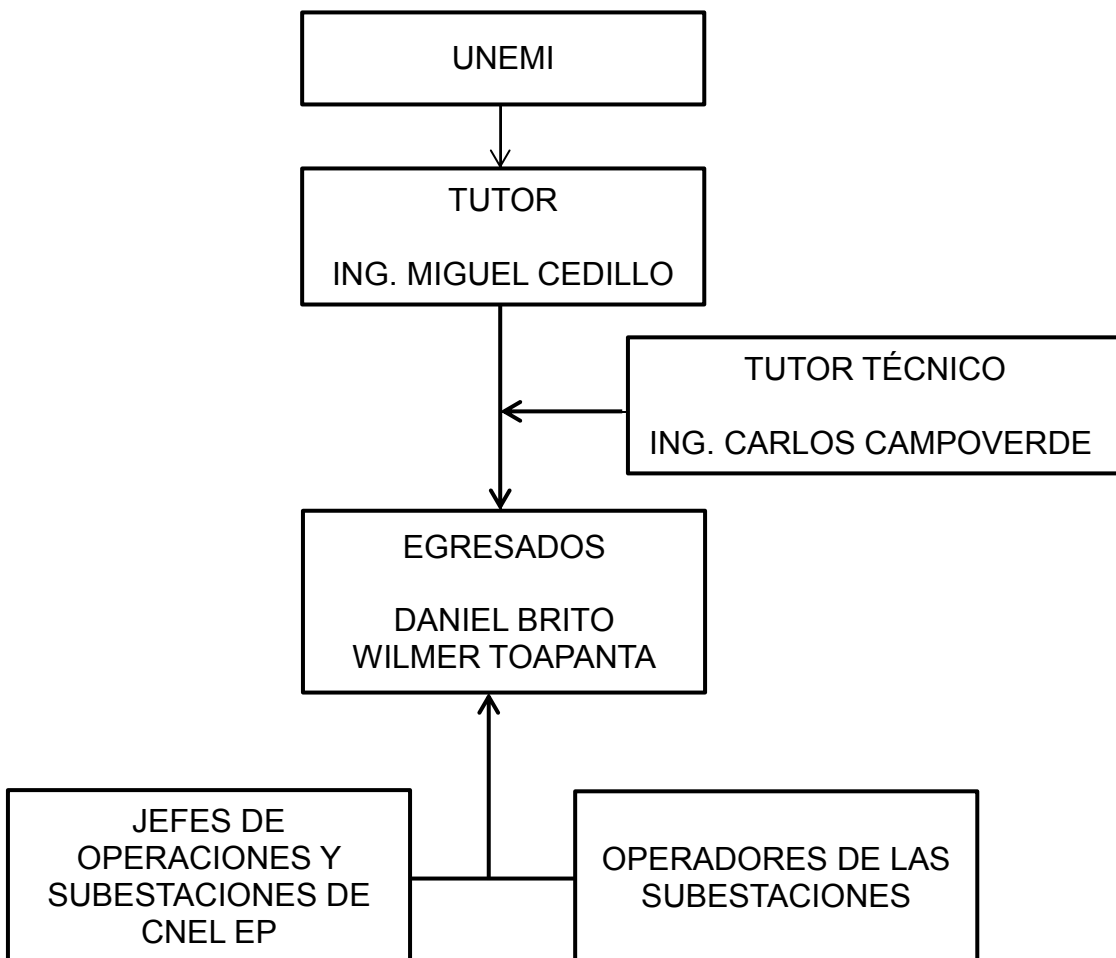 UNEMI
TUTOR
ING. MIGUEL CEDILLO
TUTOR TÉCNICO
ING. CARLOS CAMPOVERDE
EGRESADOS
DANIEL BRITO
WILMER TOAPANTA
JEFES DE
OPERACIONES Y
SUBESTACIONES DE
CNEL EP
OPERADORES DE LAS
SUBESTACIONES